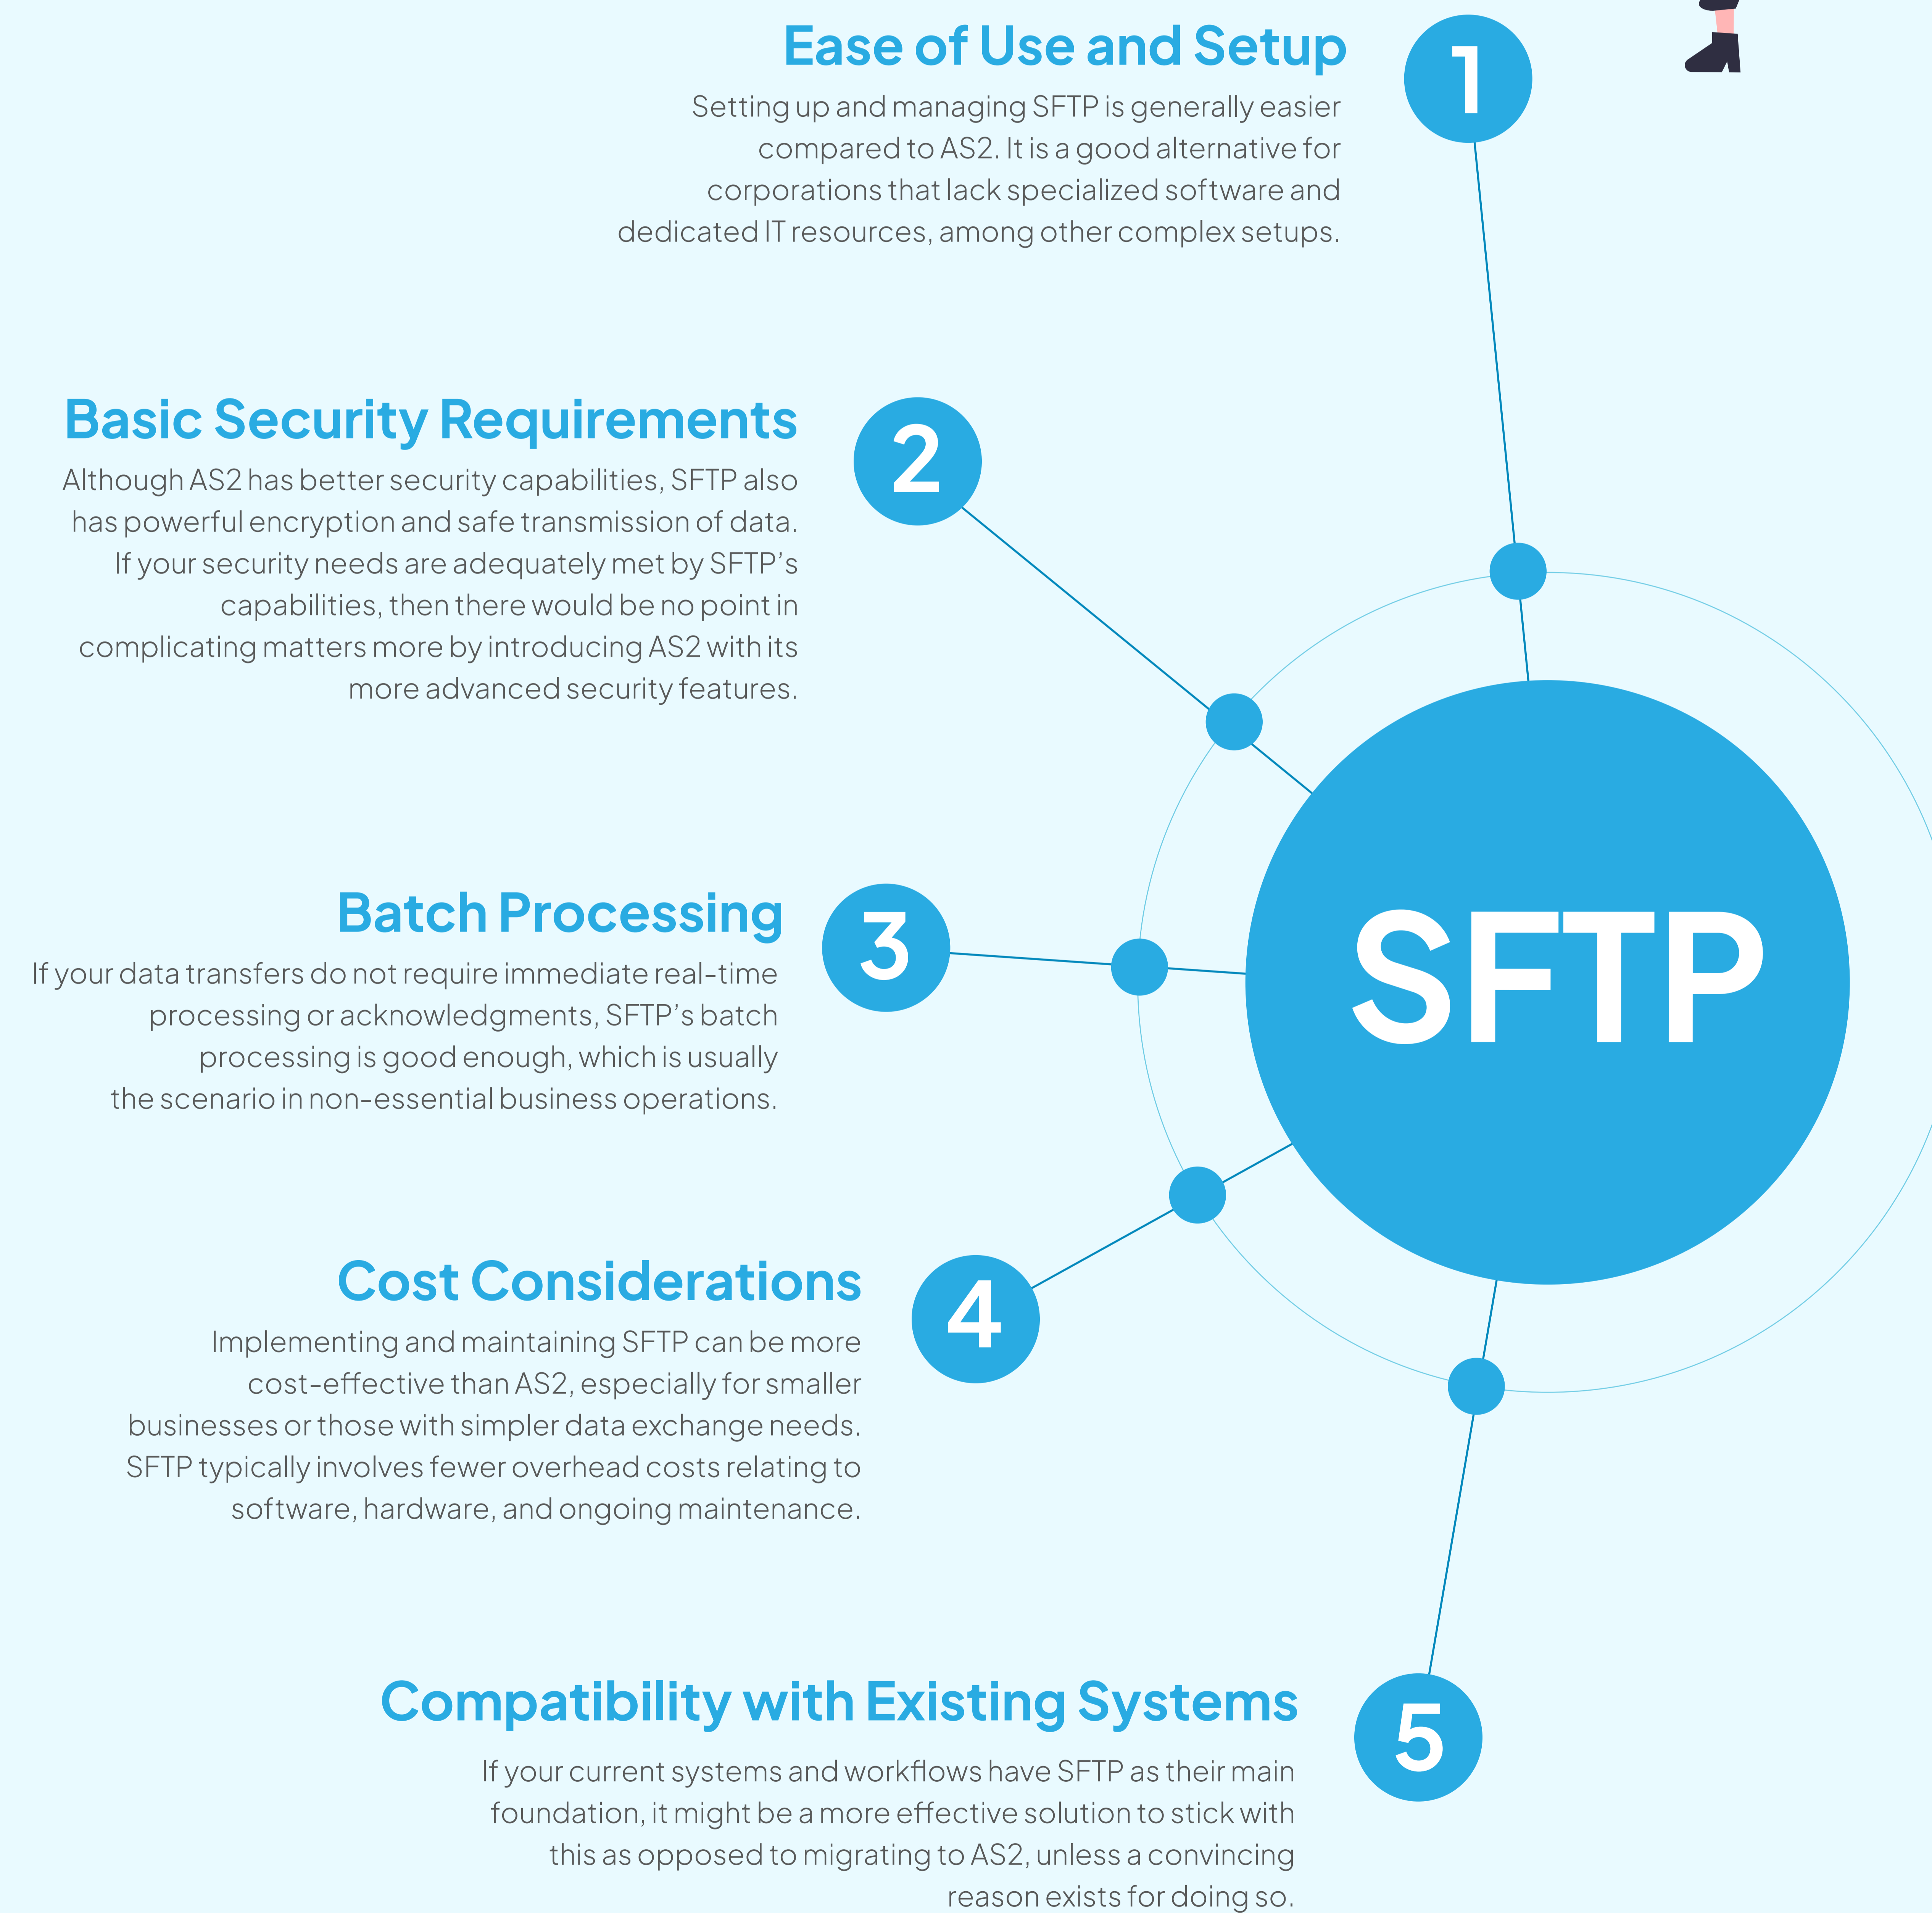 Ease of Use and Setup
1
Setting up and managing SFTP is generally easier
compared to AS2. It is a good alternative for
corporations that lack specialized software and
dedicated IT resources, among other complex setups.
Basic Security Requirements
2
Although AS2 has better security capabilities, SFTP also
has powerful encryption and safe transmission of data.
If your security needs are adequately met by SFTP’s
capabilities, then there would be no point in
complicating matters more by introducing AS2 with its
more advanced security features.
Batch Processing
3
If your data transfers do not require immediate real-time
processing or acknowledgments, SFTP’s batch
processing is good enough, which is usually
the scenario in non-essential business operations.
SFTP
Cost Considerations
4
Implementing and maintaining SFTP can be more
cost-effective than AS2, especially for smaller
businesses or those with simpler data exchange needs.
SFTP typically involves fewer overhead costs relating to
software, hardware, and ongoing maintenance.
Compatibility with Existing Systems
5
If your current systems and workflows have SFTP as their main
foundation, it might be a more effective solution to stick with
this as opposed to migrating to AS2, unless a convincing
reason exists for doing so.